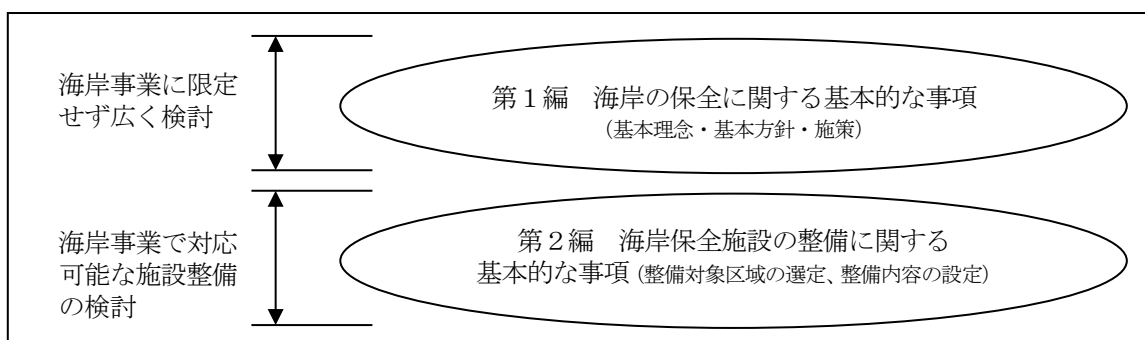 海岸事業に限定
せず広く検討
第１編　海岸の保全に関する基本的な事項
（基本理念・基本方針・施策）
海岸事業で対応
可能な施設整備
の検討
第２編　海岸保全施設の整備に関する
基本的な事項（整備対象区域の選定、整備内容の設定）